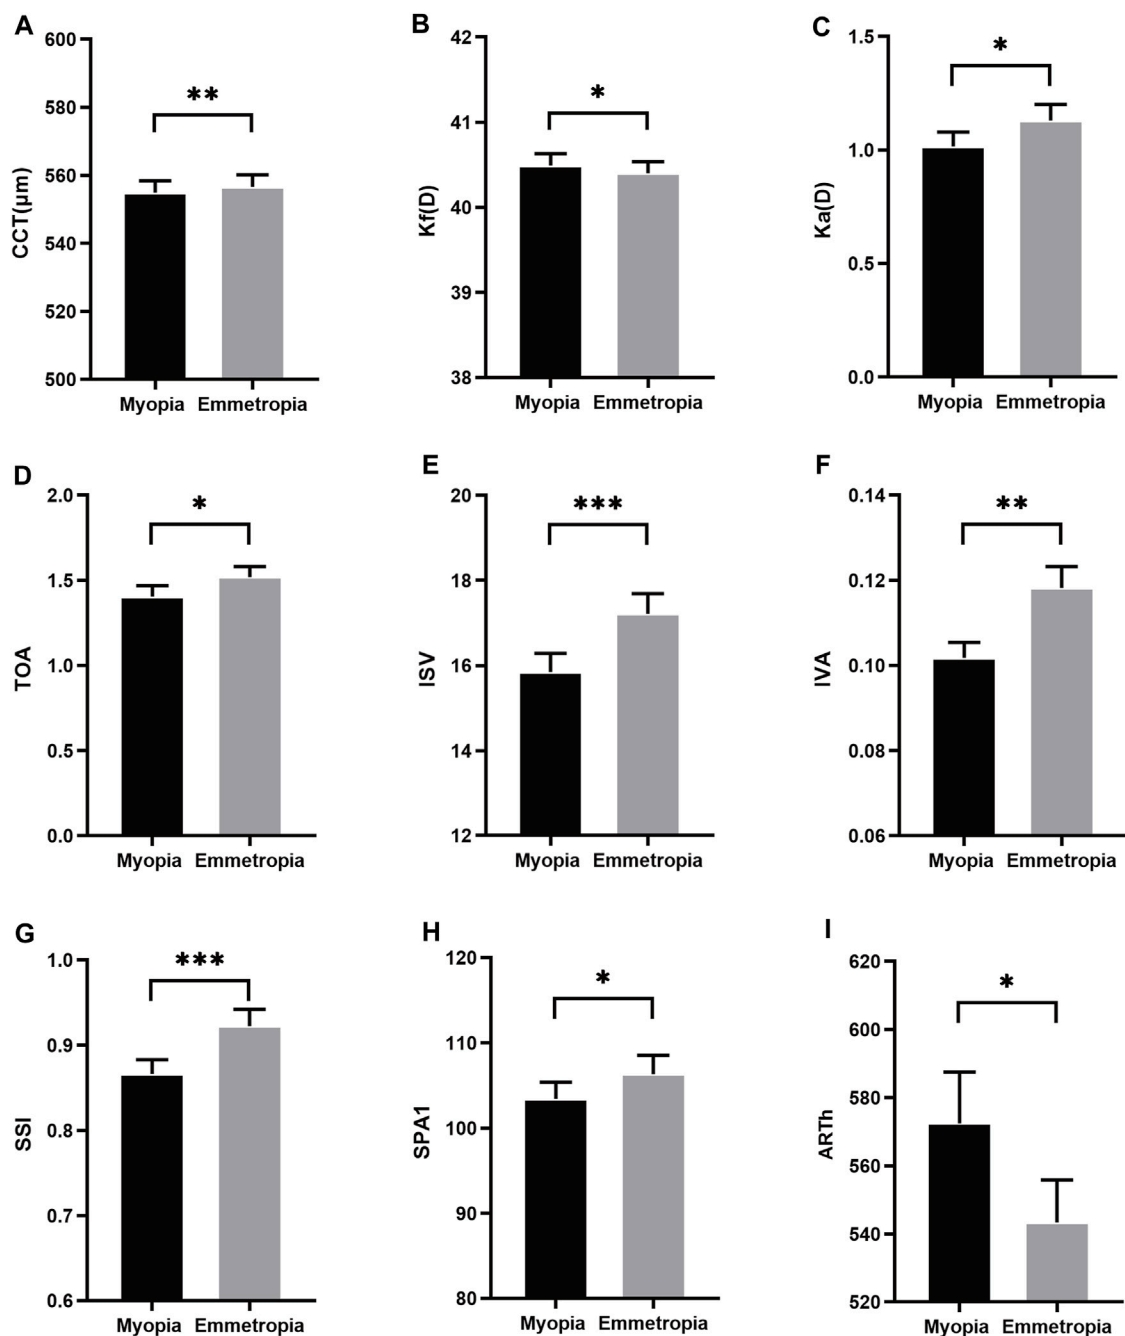 A
CCT(μm)
600
580
560
540
520
500
**
Myopia Emmetropia
B
Kf(D)
42
41
40
39
38
*
Myopia Emmetropia
C
Ka(D)
1.5
1.0
0.5
0.0
*
Myopia Emmetropia
D
TOA
2.0
1.5
1.0
0.5
0.0
*
Myopia Emmetropia
E
ISV
20
18
16
14
12
***
Myopia Emmetropia
F
IVA
0.14
0.12
0.10
0.08
0.06
**
Myopia Emmetropia
G
SSI
1.0
0.9
0.8
0.7
0.6
***
Myopia Emmetropia
H
SPA1
120
110
100
90
80
*
Myopia Emmetropia
I
ARTh
620
600
580
560
540
520
*
Myopia Emmetropia